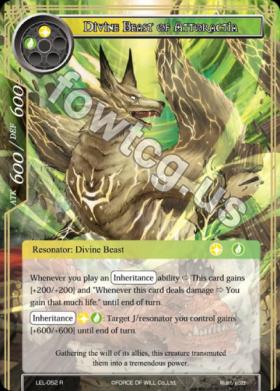 Divine Beast of Attoractia
ATK 600 / DEF 600
fowtcg.us
Resonator: Divine Beast
Whenever you play an Inheritance ability ⇨ This card gains
[+200/+200] and "Whenever this card deals damage ⇨ You
gain that much life." until end of turn.
Inheritance : Target J/resonator you control gains
[+600/+600] until end of turn.
Gathering the will of its allies, this creature transmuted
them into a tremendous power.
LEL-052 R
©FORCE OF WILL Co.,Ltd.